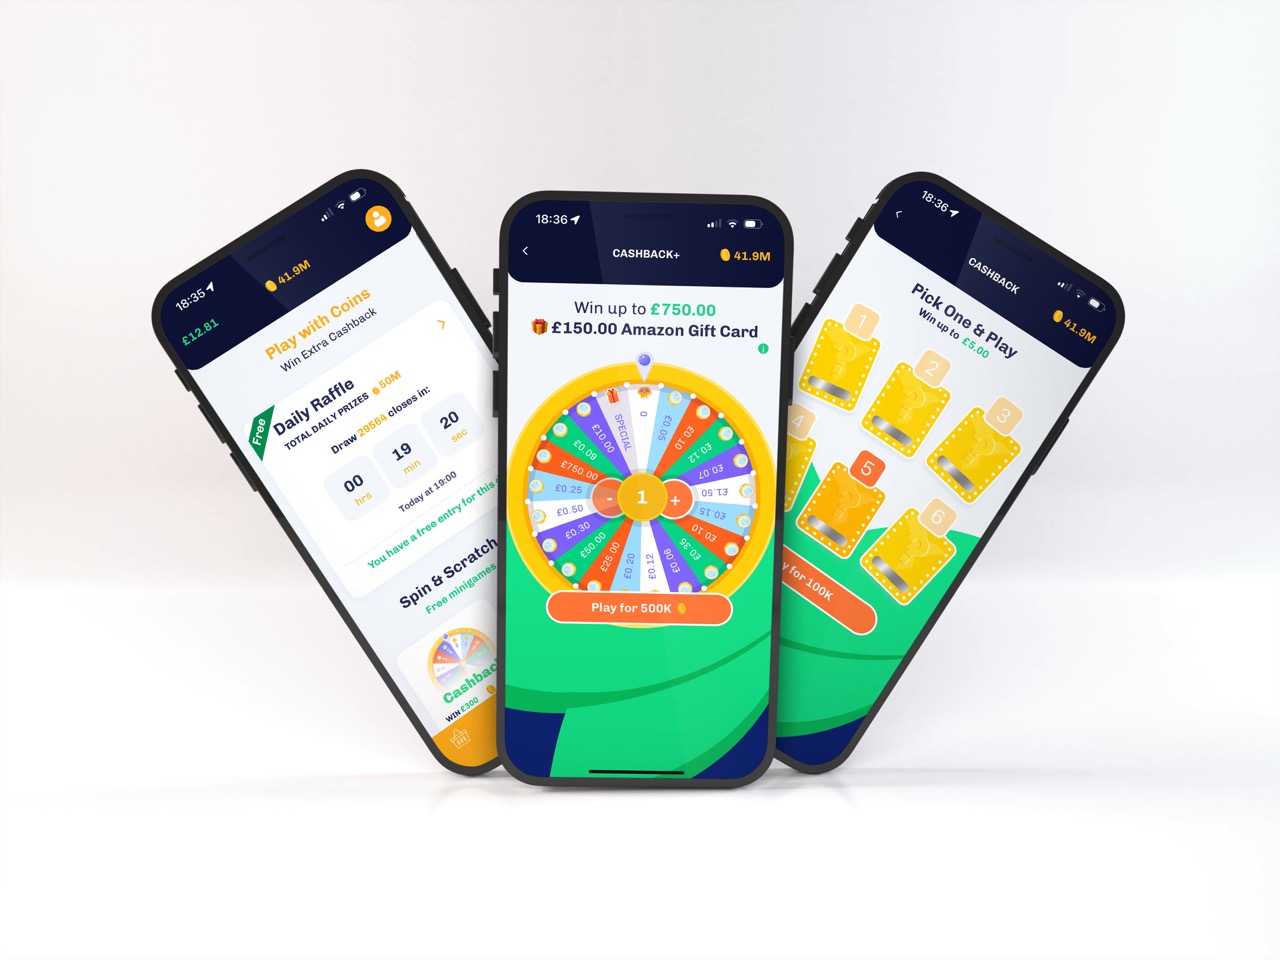 18:35
£12.81
41.9M
Play with Coins
Win Extra Cashback
Free
Daily Raffle
TOTAL DAILY PRIZES 50M
Draw 29564 closes in:
00
hrs
19
min
20
sec
Today at 19:00
You have a free entry for this
Spin & Scratch
Free minigames
WIN £300
18:36
CASHBACK+
41.9M
Win up to £750.00
£150.00 Amazon Gift Card
0
£0.05
£0.10
£0.12
£0.07
£1.50
£0.15
£0.10
£0.35
£0.06
£0.12
£0.20
£25.00
£50.00
£0.30
£0.50
£0.25
£750.00
£0.09
£10.00
SPECIAL
- 1 +
Play for 500K
18:36
CASHBACK
41.9M
Pick One & Play
Win up to £5.00
1
2
3
4
5
6
for 100K